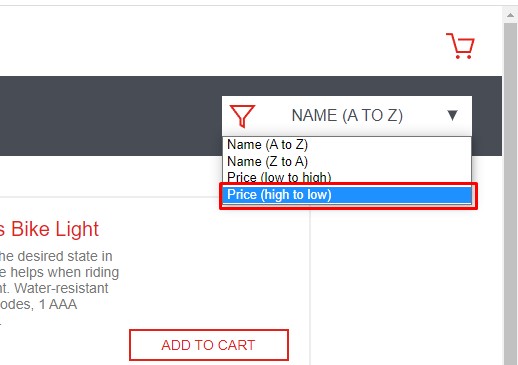 NAME (A TO Z)
Name (A to Z)
Name (Z to A)
Price (low to high)
Price (high to low)
s Bike Light
he desired state in
e helps when riding
nt. Water-resistant
odes, 1 AAA
.
ADD TO CART